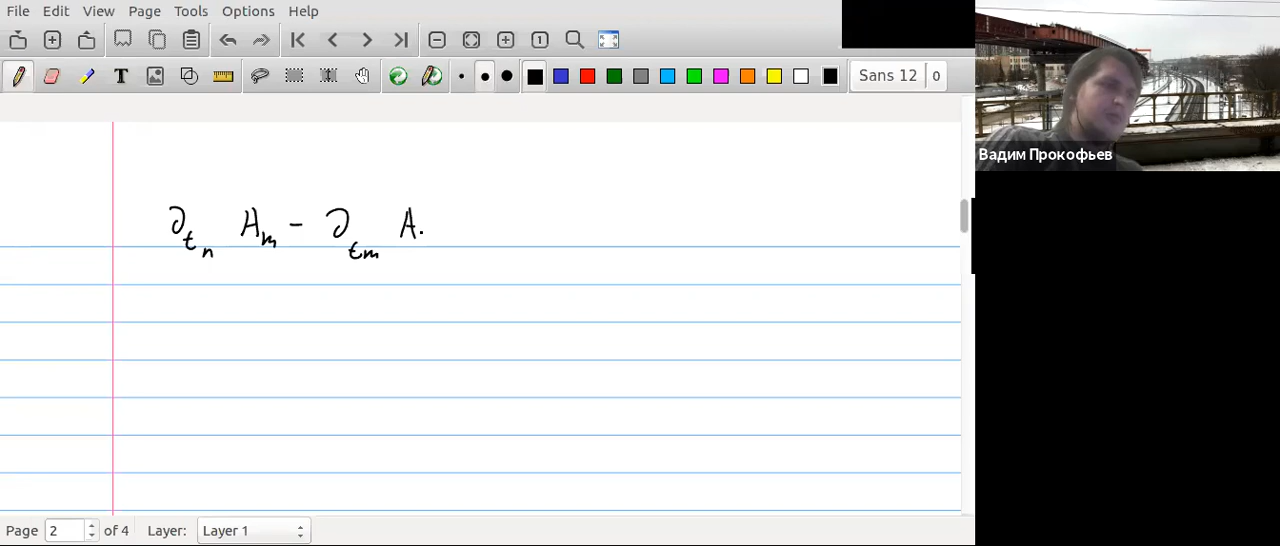 File Edit View Journal Tools Options Help
Sans 12 0
Вадим Прокофьев
∂tn Am − ∂tm A.
Page 2 of 4 Layer: Layer 1